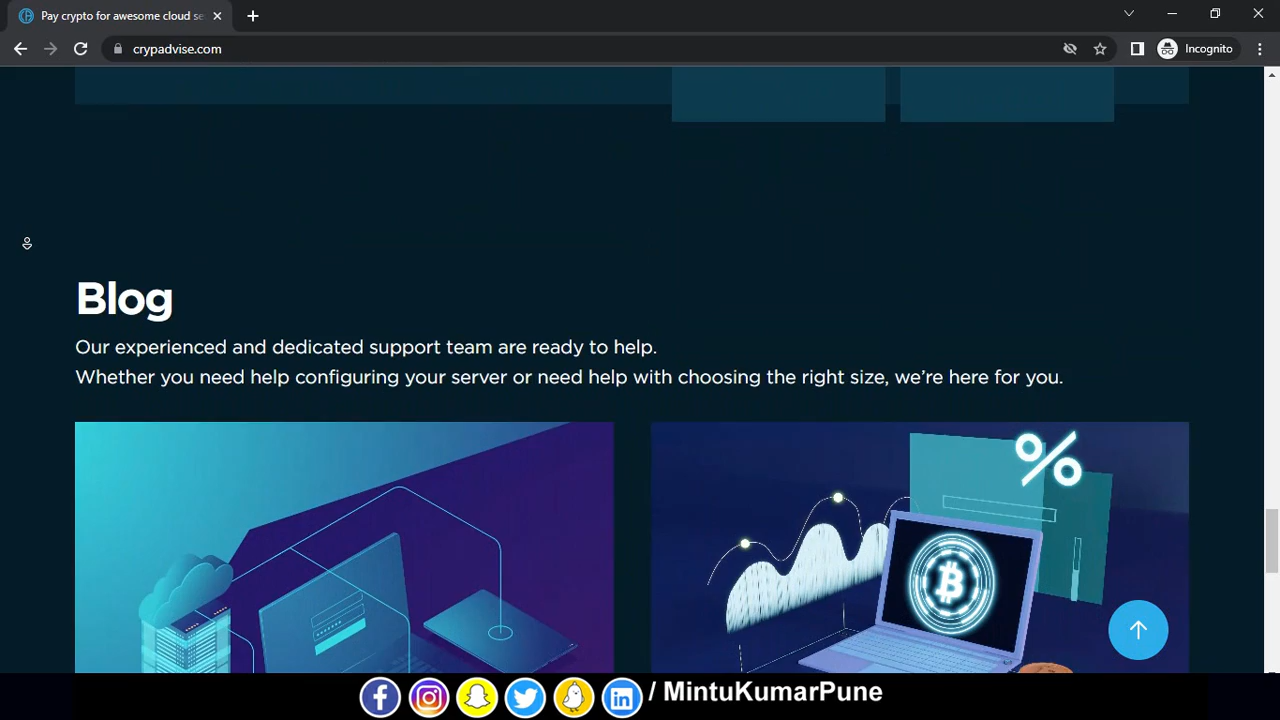 Pay crypto for awesome cloud se
crypadvise.com
Incognito
Blog
Our experienced and dedicated support team are ready to help.
Whether you need help configuring your server or need help with choosing the right size, we're here for you.
%
/ MintuKumarPune